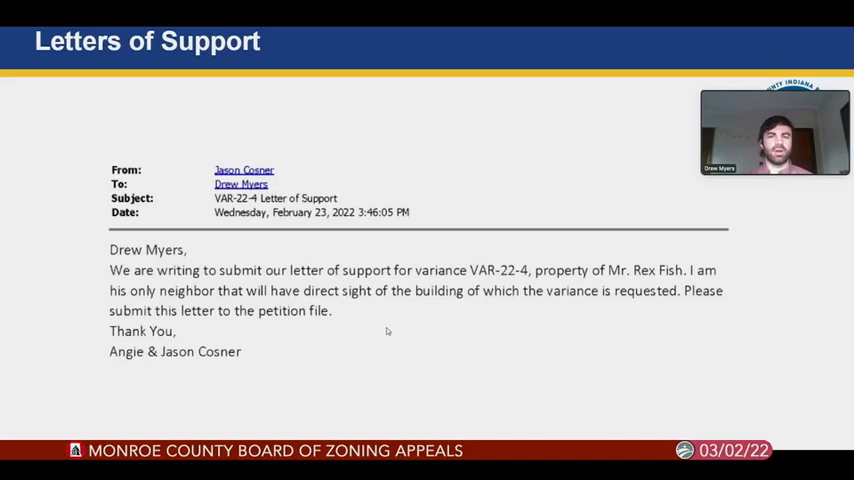 Letters of Support
COUNTY INDIANA
Drew Myers
From: Jason Cosner
To: Drew Myers
Subject: VAR-22-4 Letter of Support
Date: Wednesday, February 23, 2022 3:46:05 PM
Drew Myers,
We are writing to submit our letter of support for variance VAR-22-4, property of Mr. Rex Fish. I am
his only neighbor that will have direct sight of the building of which the variance is requested. Please
submit this letter to the petition file.
Thank You,
Angie & Jason Cosner
MONROE COUNTY BOARD OF ZONING APPEALS
03/02/22